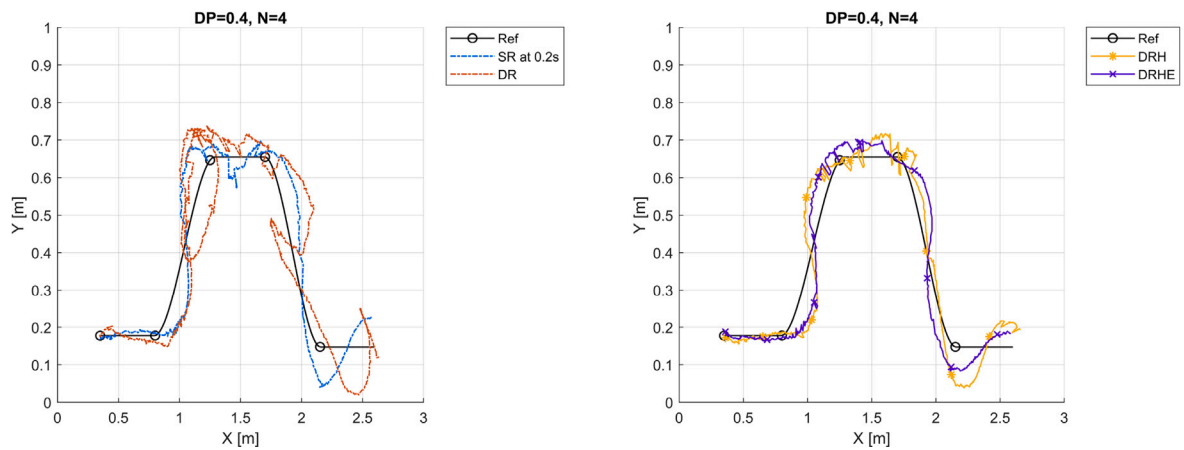 DP=0.4, N=4
1
0.9
0.8
0.7
0.6
0.5
0.4
0.3
0.2
0.1
0
Y [m]
0 0.5 1 1.5 2 2.5 3
X [m]
Ref
SR at 0.2s
DR
DP=0.4, N=4
1
0.9
0.8
0.7
0.6
0.5
0.4
0.3
0.2
0.1
0
Y [m]
0 0.5 1 1.5 2 2.5 3
X [m]
Ref
DRH
DRHE